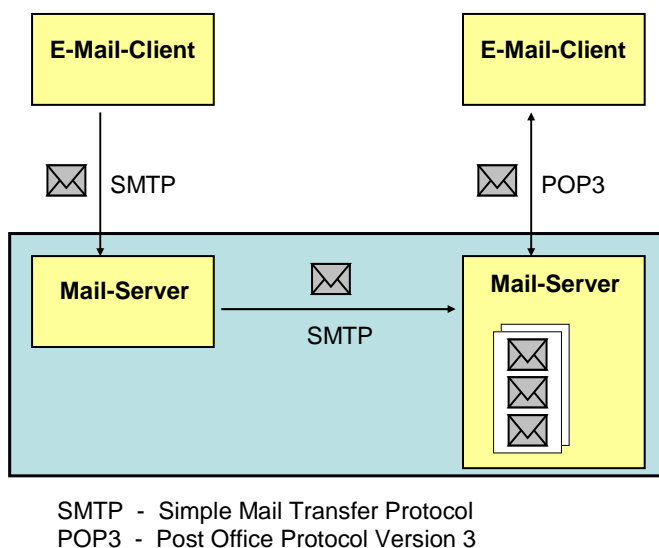 E-Mail-Client
E-Mail-Client
SMTP
POP3
Mail-Server
Mail-Server
SMTP
SMTP - Simple Mail Transfer Protocol
POP3 - Post Office Protocol Version 3